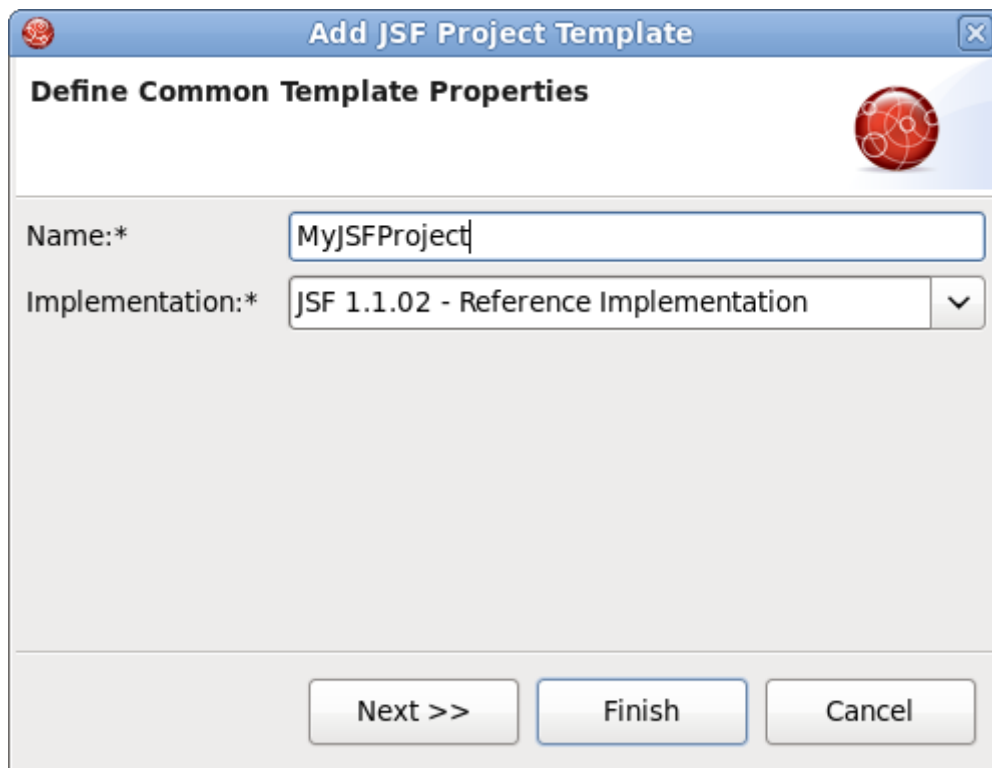 Add JSF Project Template
Define Common Template Properties
Name:* MyJSFProject
Implementation:* JSF 1.1.02 - Reference Implementation
Next >> Finish Cancel